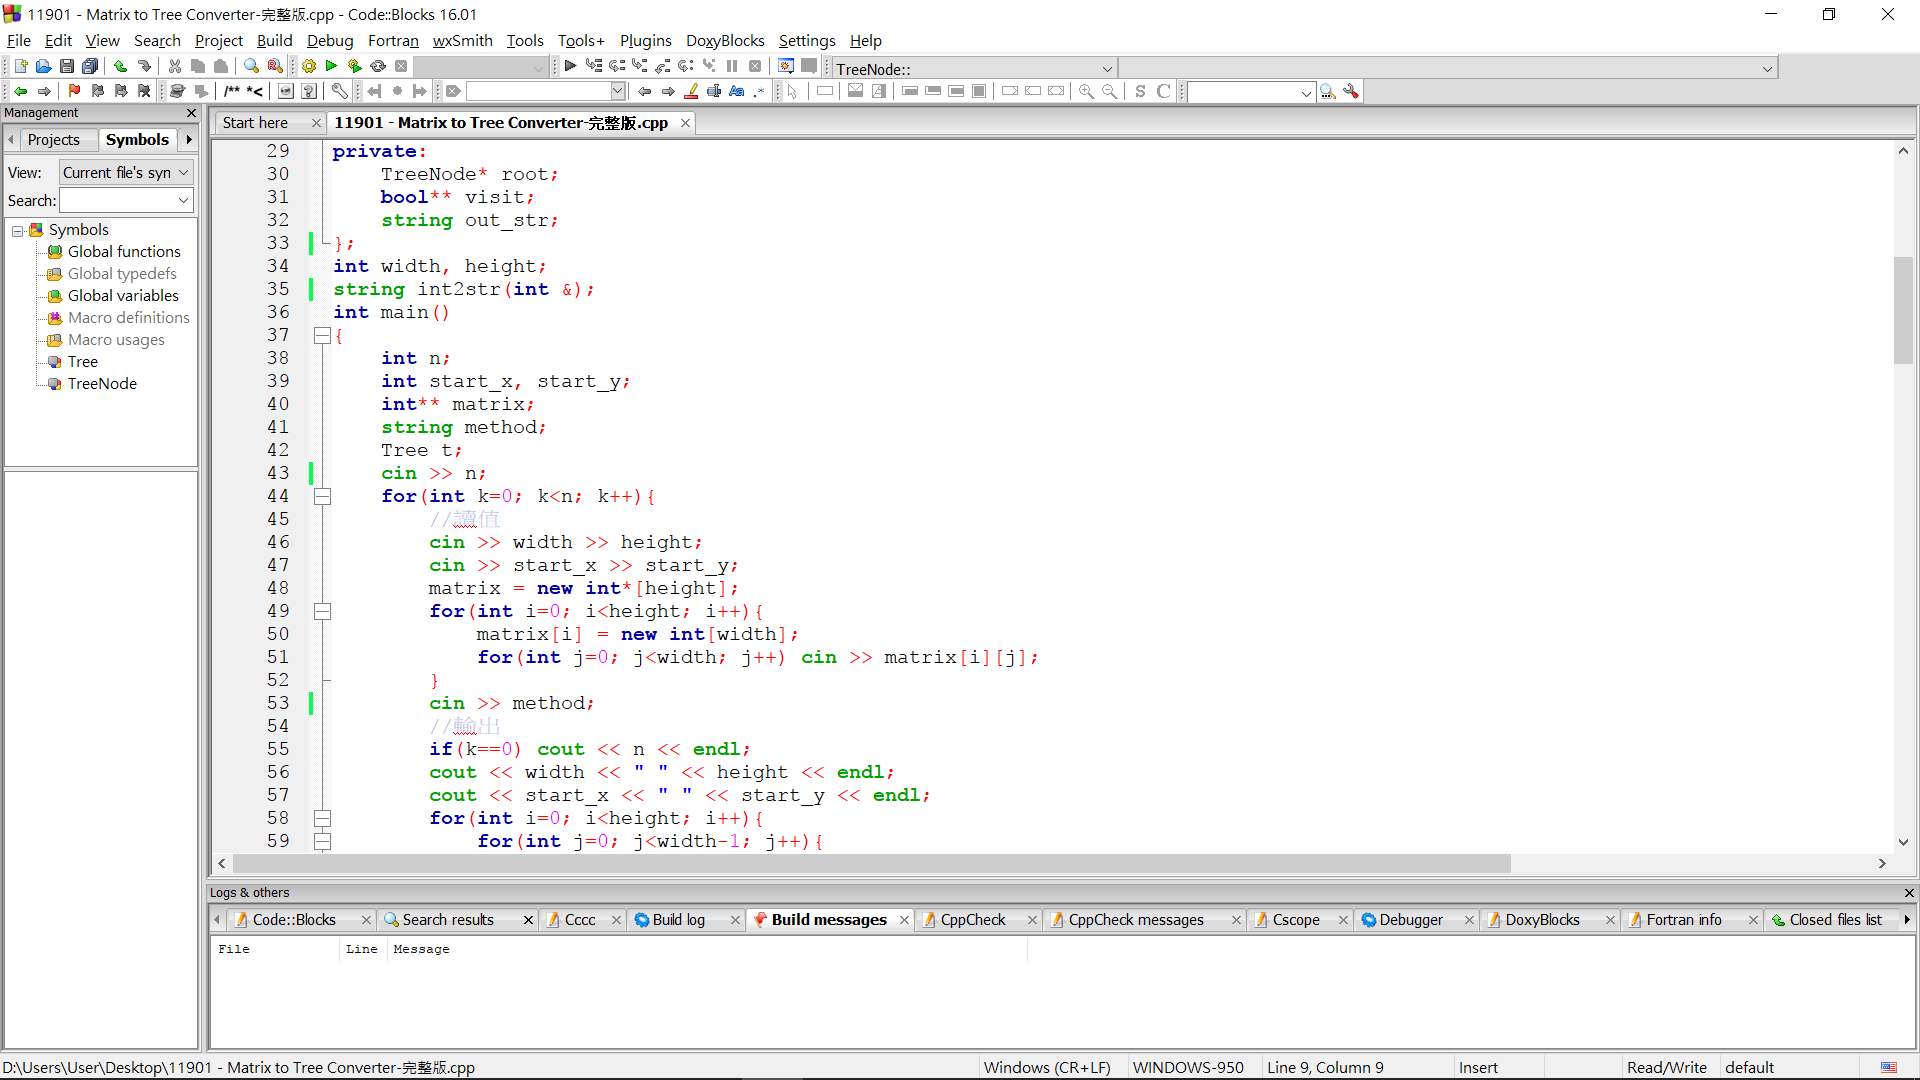 11901 - Matrix to Tree Converter-完整版.cpp - Code::Blocks 16.01
File Edit View Search Project Build Debug Fortran wxSmith Tools Tools+ Plugins DoxyBlocks Settings Help
TreeNode::
/** *<
S C
Management
Start here
11901 - Matrix to Tree Converter-完整版.cpp
Projects Symbols
View: Current file's syn
Search:
Symbols
Global functions
Global typedefs
Global variables
Macro definitions
Macro usages
Tree
TreeNode
29 private:
30 TreeNode* root;
31 bool** visit;
32 string out_str;
33 };
34 int width, height;
35 string int2str(int &);
36 int main()
37 {
38 int n;
39 int start_x, start_y;
40 int** matrix;
41 string method;
42 Tree t;
43 cin >> n;
44 for(int k=0; k<n; k++){
45 //讀值
46 cin >> width >> height;
47 cin >> start_x >> start_y;
48 matrix = new int*[height];
49 for(int i=0; i<height; i++){
50 matrix[i] = new int[width];
51 for(int j=0; j<width; j++) cin >> matrix[i][j];
52 }
53 cin >> method;
54 //輸出
55 if(k==0) cout << n << endl;
56 cout << width << " " << height << endl;
57 cout << start_x << " " << start_y << endl;
58 for(int i=0; i<height; i++){
59 for(int j=0; j<width-1; j++){
Logs & others
Code::Blocks Search results Cccc Build log Build messages CppCheck CppCheck messages Cscope Debugger DoxyBlocks Fortran info Closed files list
File Line Message
D:\Users\User\Desktop\11901 - Matrix to Tree Converter-完整版.cpp Windows (CR+LF) WINDOWS-950 Line 9, Column 9 Insert Read/Write default